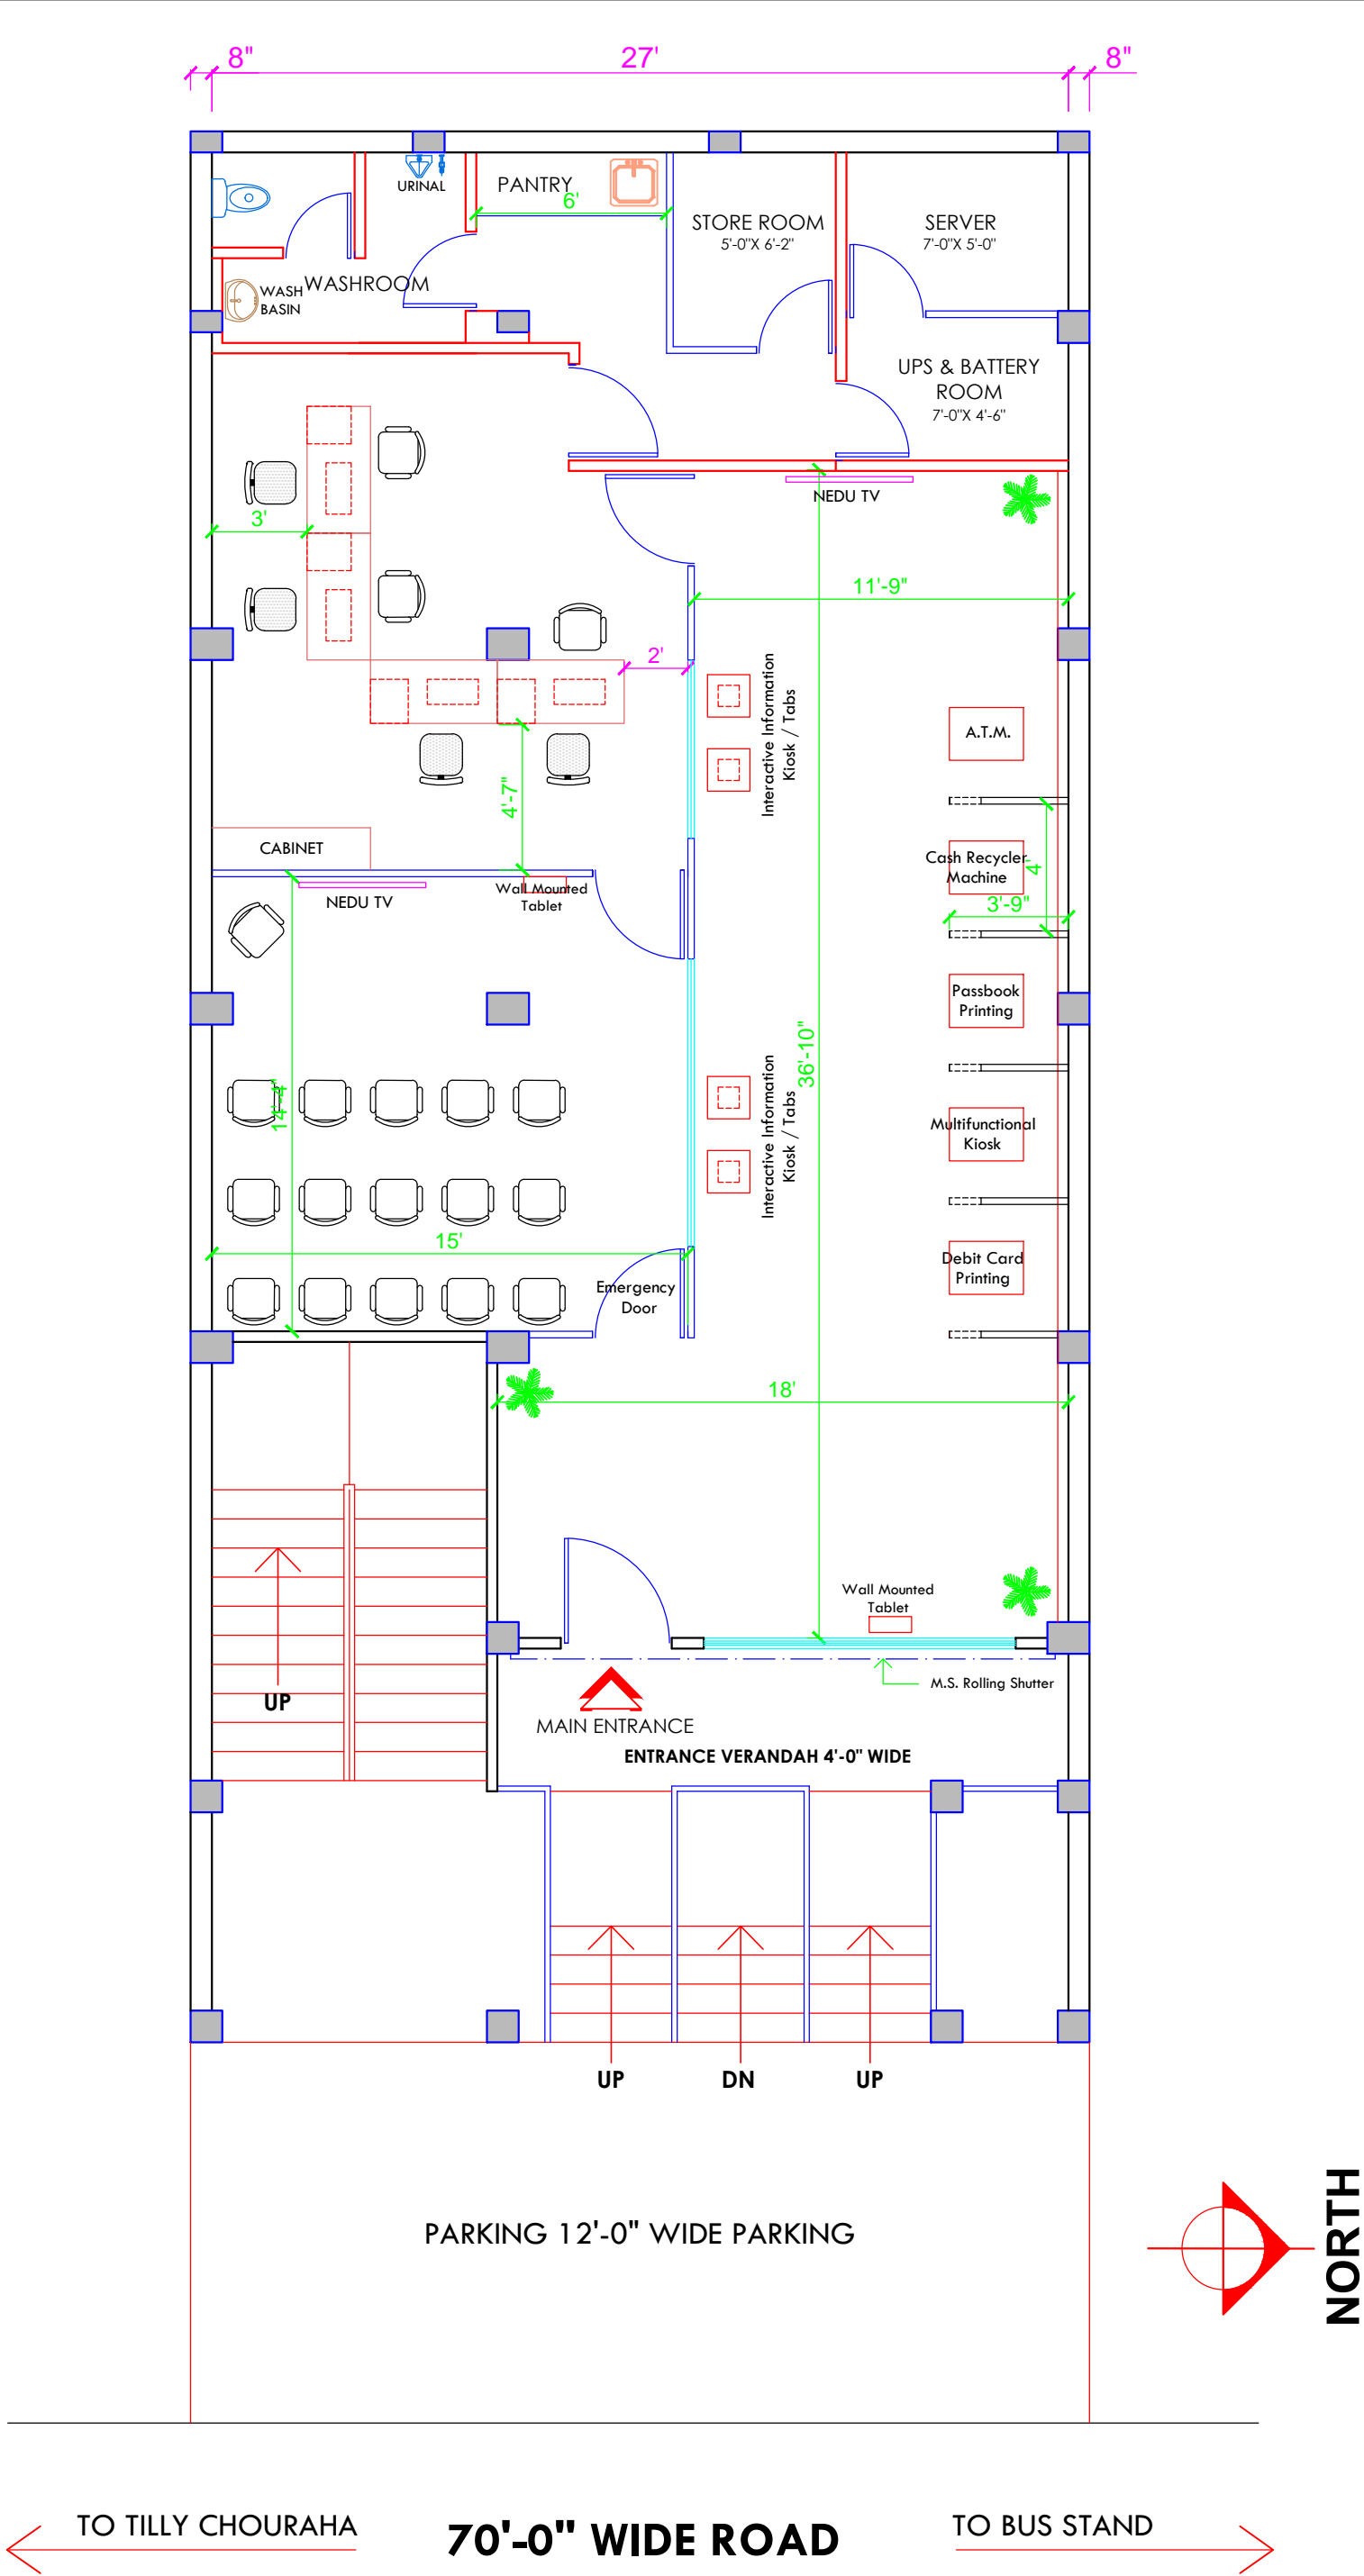 8"
27'
8"
URINAL
PANTRY
6'
STORE ROOM
5'-0"X 6'-2"
SERVER
7'-0"X 5'-0"
WASHROOM
WASH
BASIN
UPS & BATTERY
ROOM
7'-0"X 4'-6"
NEDU TV
3'
11'-9"
2'
Interactive Information
Kiosk / Tabs
A.T.M.
4'-7"
CABINET
Cash Recycler
Machine
4'
3'-9"
NEDU TV
Wall Mounted
Tablet
Passbook
Printing
36'-10"
14'-4"
Interactive Information
Kiosk / Tabs
Multifunctional
Kiosk
15'
Emergency
Door
Debit Card
Printing
18'
Wall Mounted
Tablet
UP
M.S. Rolling Shutter
MAIN ENTRANCE
ENTRANCE VERANDAH 4'-0" WIDE
UP
DN
UP
PARKING 12'-0" WIDE PARKING
NORTH
TO TILLY CHOURAHA
70'-0" WIDE ROAD
TO BUS STAND